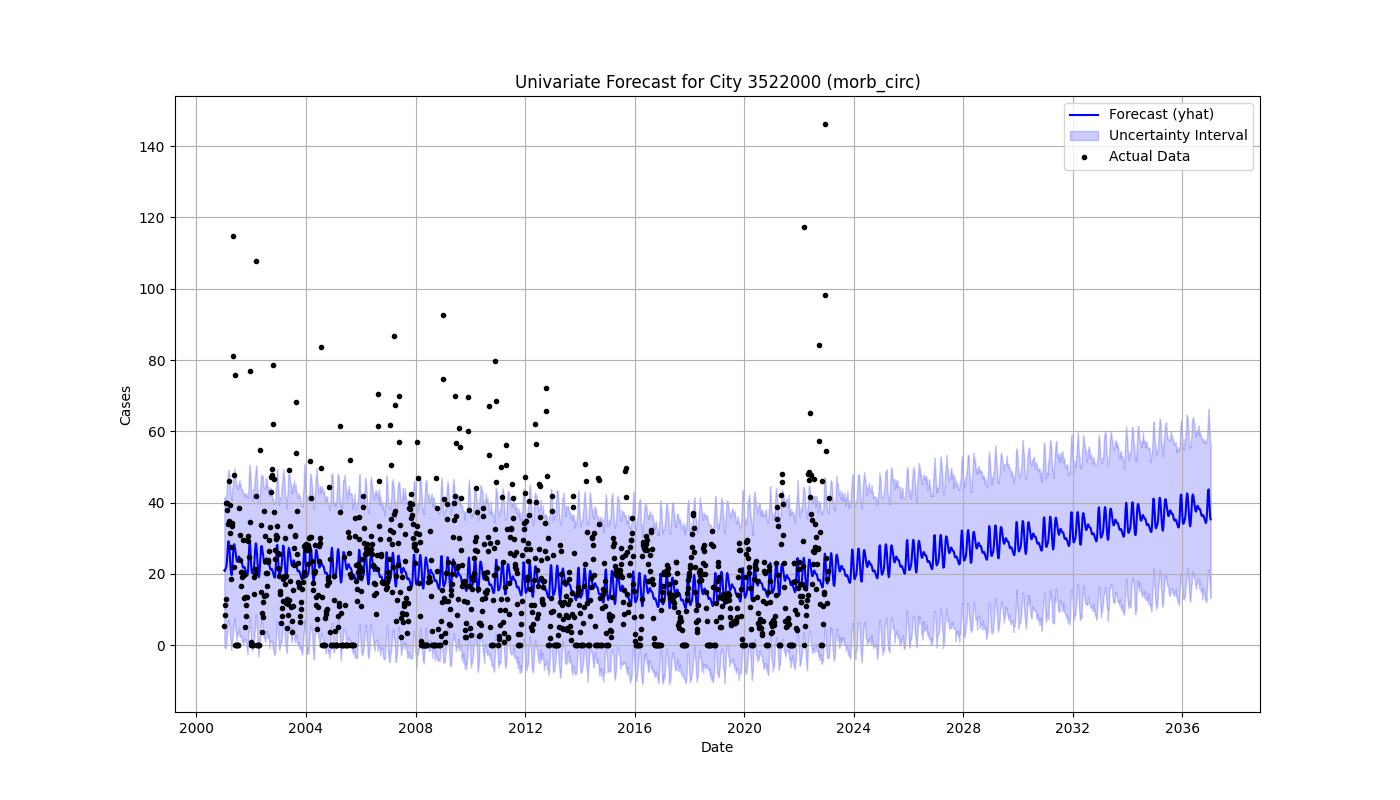 Univariate Forecast for City 3522000 (morb_circ)
Forecast (yhat)
Uncertainty Interval
Actual Data
140
120
100
80
60
40
20
0
Cases
2000 2004 2008 2012 2016 2020 2024 2028 2032 2036
Date